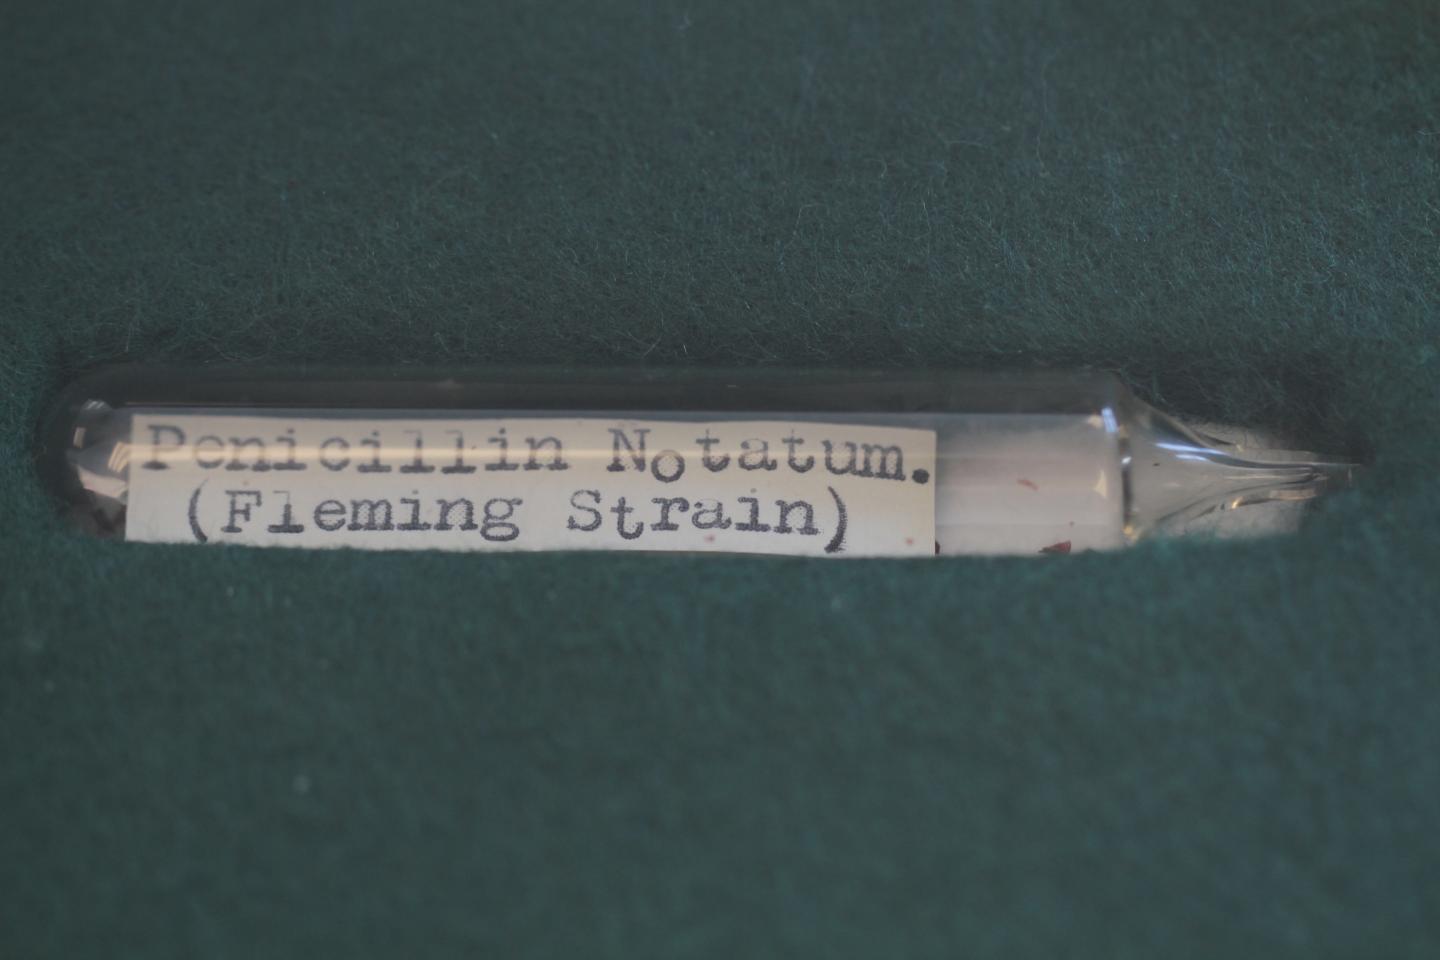 Penicillin Notatum.
(Fleming Strain)